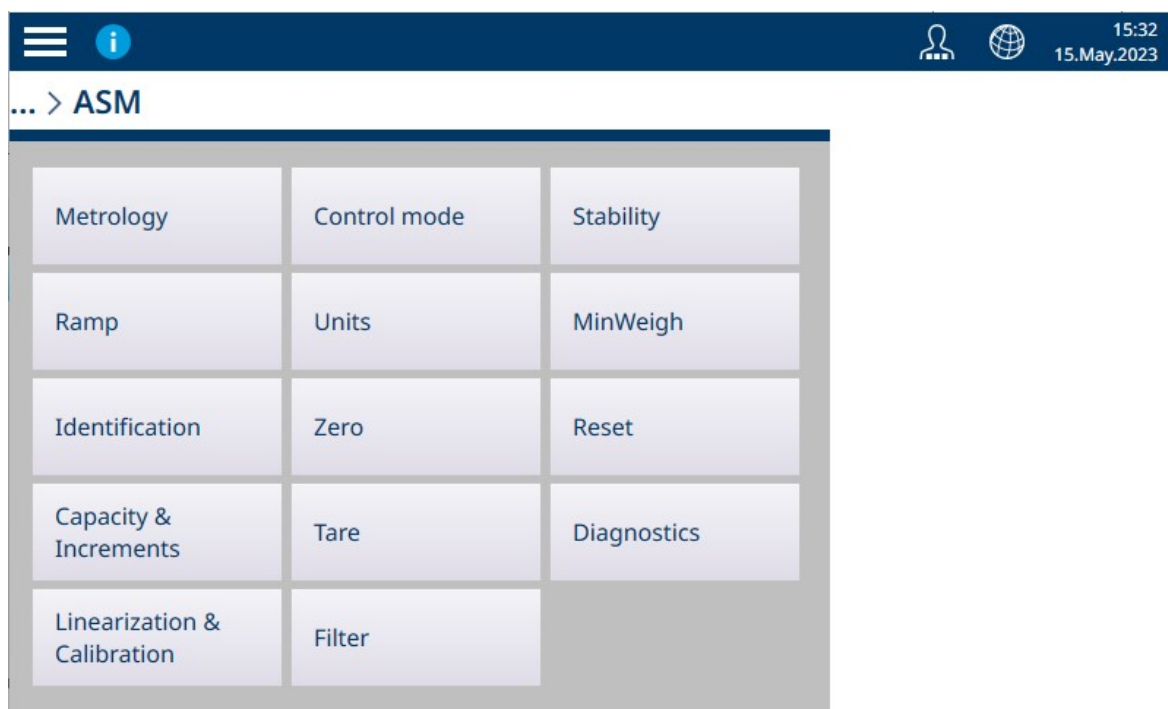 i
15:32
15.May.2023
... > ASM
Metrology
Control mode
Stability
Ramp
Units
MinWeigh
Identification
Zero
Reset
Capacity &
Increments
Tare
Diagnostics
Linearization &
Calibration
Filter